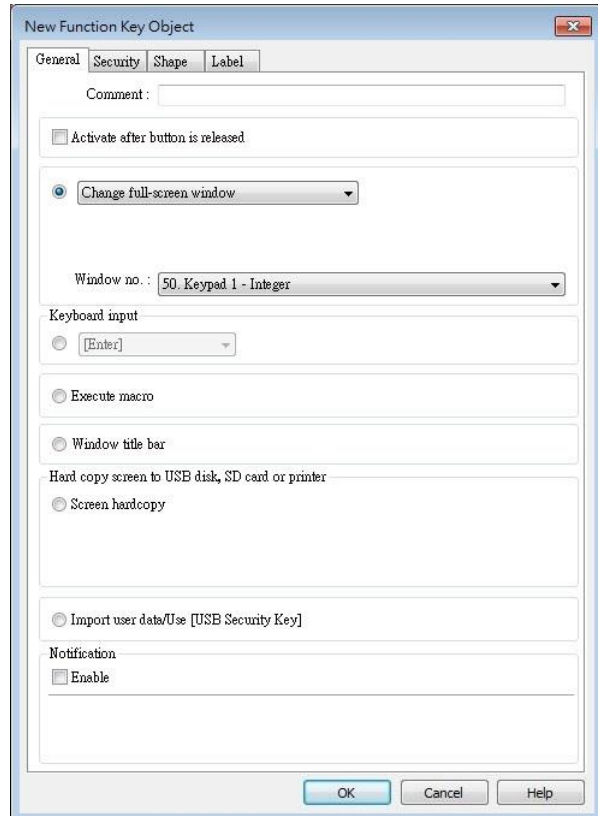 New Function Key Object
General Security Shape Label
Comment :
Activate after button is released
Change full-screen window
Window no. : 50. Keypad 1 - Integer
Keyboard input
[Enter]
Execute macro
Window title bar
Hard copy screen to USB disk, SD card or printer
Screen hardcopy
Import user data/Use [USB Security Key]
Notification
Enable
OK Cancel Help